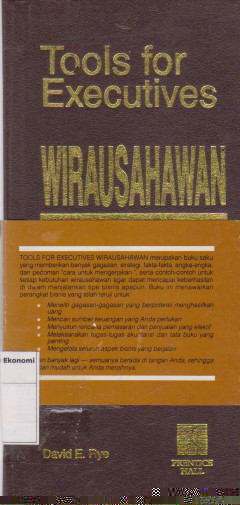 Tools for
Executives
WIRAUSAHAWAN
TOOLS FOR EXECUTIVES WIRAUSAHAWAN merupakan buku saku
yang memberikan banyak gagasan, strategi, fakta-fakta, angka-angka,
dan pedoman "cara untuk mengerjakan", serta contoh-contoh untuk
setiap kebutuhan wirausahawan agar dapat mencapai keberhasilan
di dalam menjalankan tipe bisnis apapun. Buku ini menawarkan
perangkat bisnis yang telah teruji untuk:
• Memilih gagasan-gagasan yang berpotensi menghasilkan
uang
• Mencari sumber keuangan yang Anda perlukan
• Menyusun rencana pemasaran dan penjualan yang efektif
• Melaksanakan tugas-tugas akuntansi dan tata buku yang
penting
• Mengelola seluruh aspek bisnis yang berjalan
an banyak lagi — semuanya berada di tangan Anda, sehingga
an mudah untuk Anda meraihnya.
Ekonomi
David E. Rye
PRENTICE
HALL